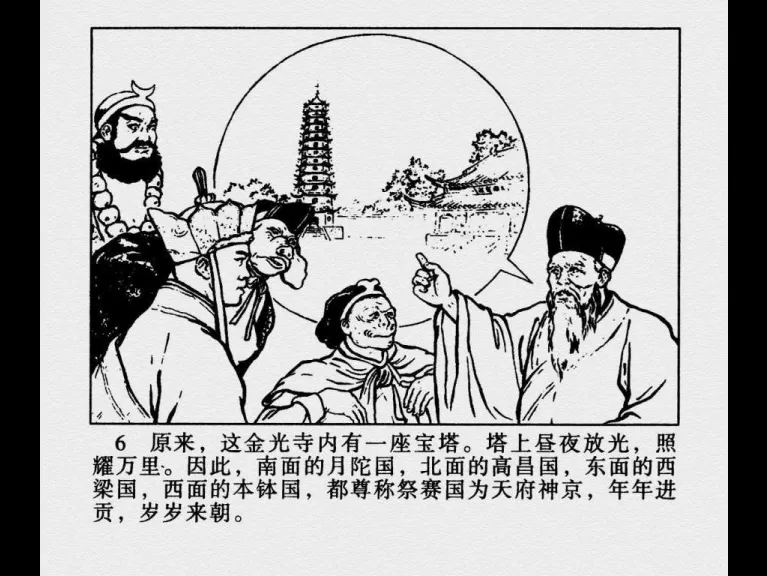 6 原来，这金光寺内有一座宝塔。塔上昼夜放光，照
耀万里。因此，南面的月陀国，北面的高昌国，东面的西
梁国，西面的本钵国，都尊称祭赛国为天府神京，年年进
贡，岁岁来朝。